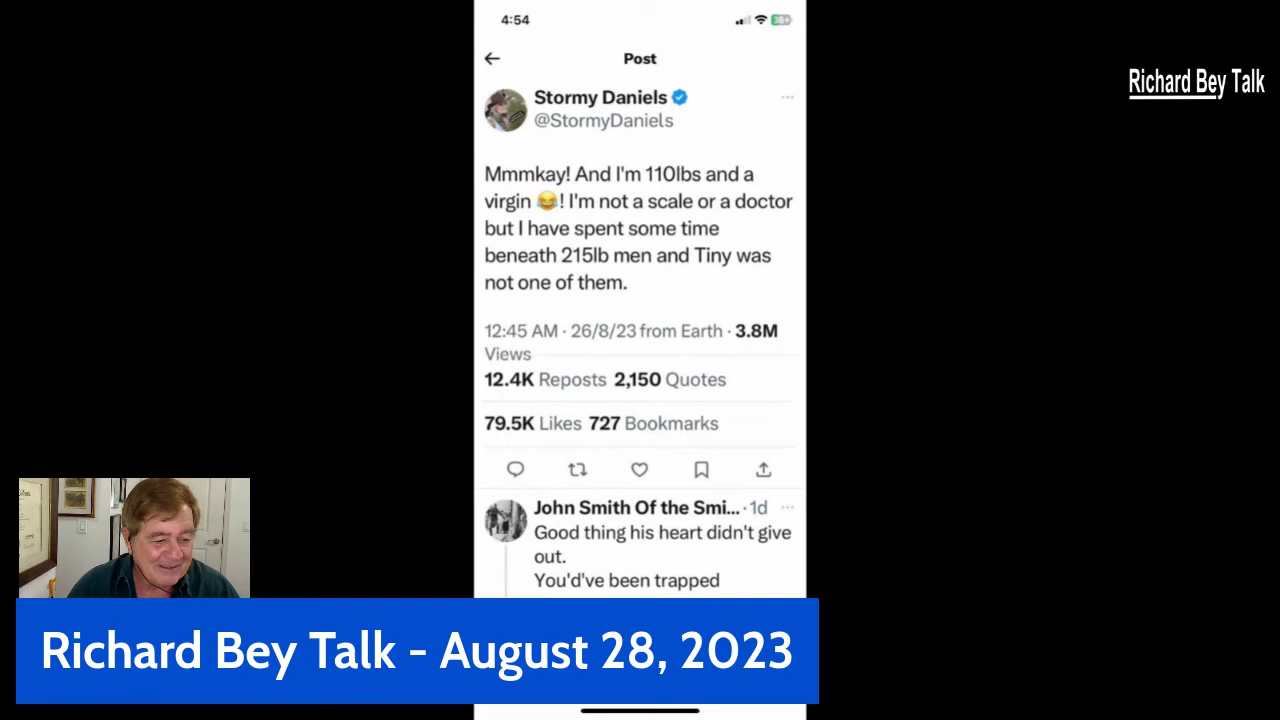 4:54
Post
Richard Bey Talk
Stormy Daniels
@StormyDaniels
Mmmkay! And I'm 110lbs and a
virgin 😂! I'm not a scale or a doctor
but I have spent some time
beneath 215lb men and Tiny was
not one of them.
12:45 AM · 26/8/23 from Earth · 3.8M
Views
12.4K Reposts 2,150 Quotes
79.5K Likes 727 Bookmarks
John Smith Of the Smi... · 1d
Good thing his heart didn't give
out.
You'd've been trapped
Richard Bey Talk - August 28, 2023